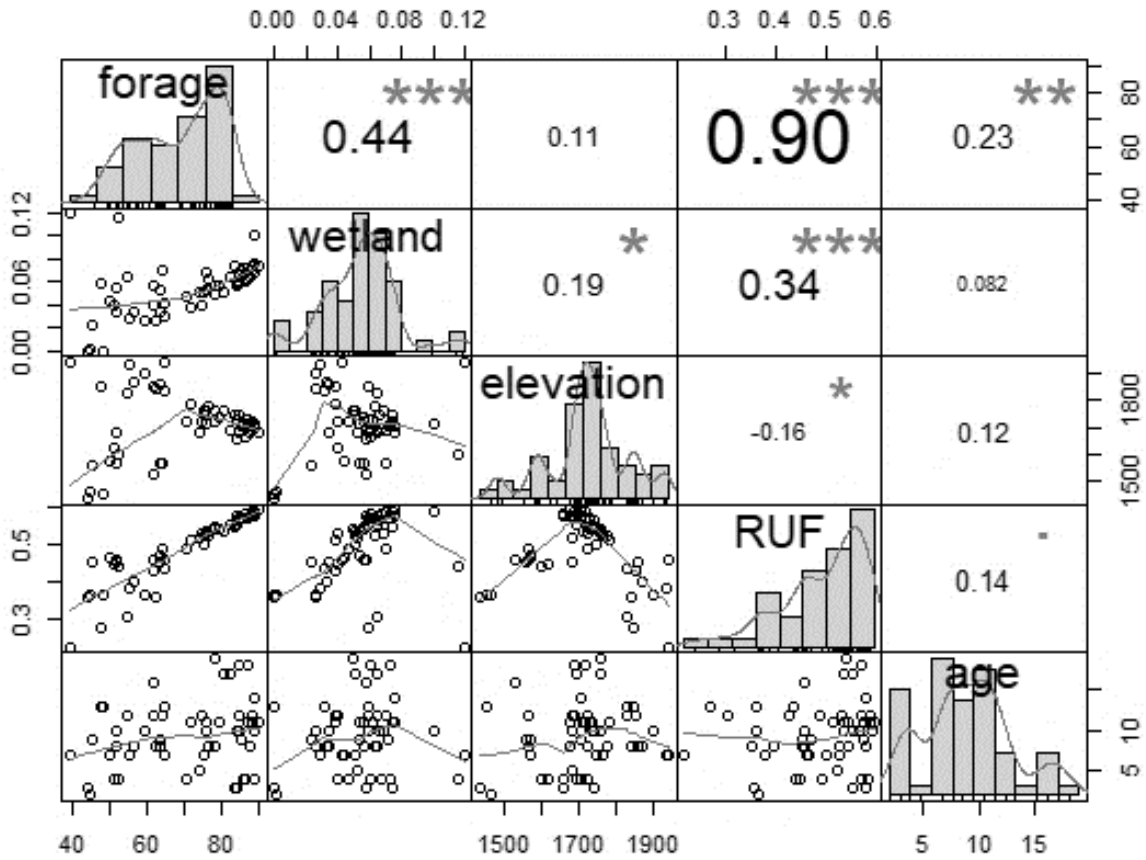 0.00 0.04 0.08 0.12 0.3 0.4 0.5 0.6
forage *** *** **
0.44 0.11 0.90 0.23
40 60 80
wetland * ***
0.19 0.34 0.082
0.00 0.06 0.12
elevation *
-0.16 0.12
1500 1800
RUF .
0.14
0.3 0.5
age
5 10
40 60 80 1500 1700 1900 5 10 15